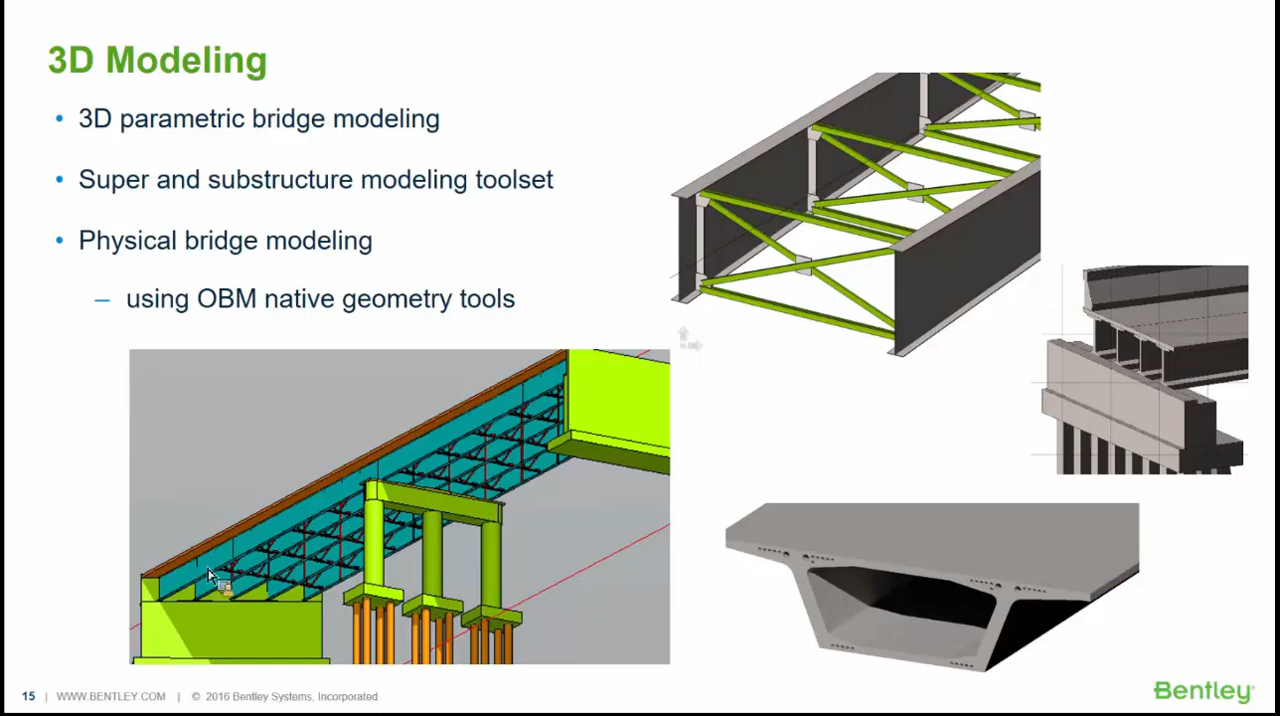 3D Modeling
• 3D parametric bridge modeling
• Super and substructure modeling toolset
• Physical bridge modeling
– using OBM native geometry tools
15 | WWW.BENTLEY.COM | © 2016 Bentley Systems, Incorporated
Bentley®